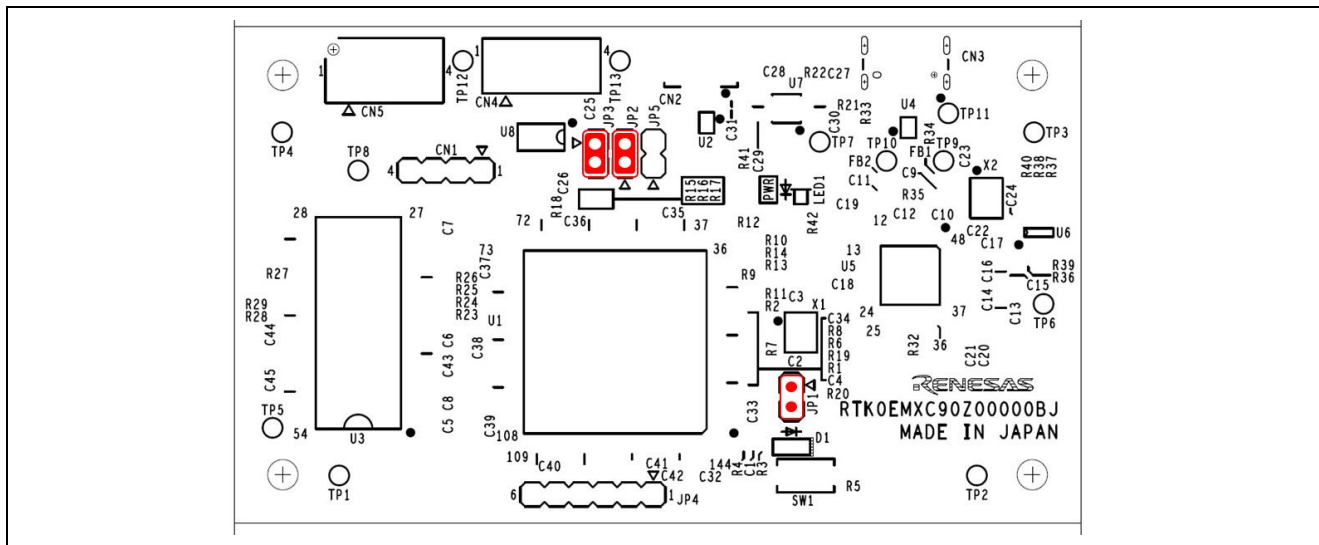 1
4
CN5
TP12
1
4
CN4
TP13
C25
JP3
JP2
JP5
CN2
C31
U2
C28
U7
R22
C27
R21
R33
C30
TP7
R41
C29
U4
R34
CN3
TP11
TP10
FB1
TP9
FB2
C23
TP3
TP4
TP8
CN1
4
1
U8
C11
C9
R35
X2
C24
R40
R38
R37
R18
C26
C36
R15
R16
R17
C35
PWR
LED1
R42
R12
C19
12
C12
C10
48
C22
C17
U6
28
27
C7
72
37
73
36
R10
R14
R13
13
U5
C18
R27
R26
R25
R24
R23
C37
R9
C16
R39
R36
C15
R29
R28
C44
U1
R11
R2
C3
X1
C34
R8
R6
R19
R1
C4
R20
24
25
37
C14
C13
TP6
C6
C43
C38
R7
C2
R32
36
C21
C20
C45
TP5
54
U3
C8
C5
C39
108
C33
JP1
RENESAS
RTK0EMXC90Z00000BJ
MADE IN JAPAN
D1
109
C40
C41
C42
C32
144
R4
C1
R3
SW1
R5
TP1
6
1
JP4
TP2